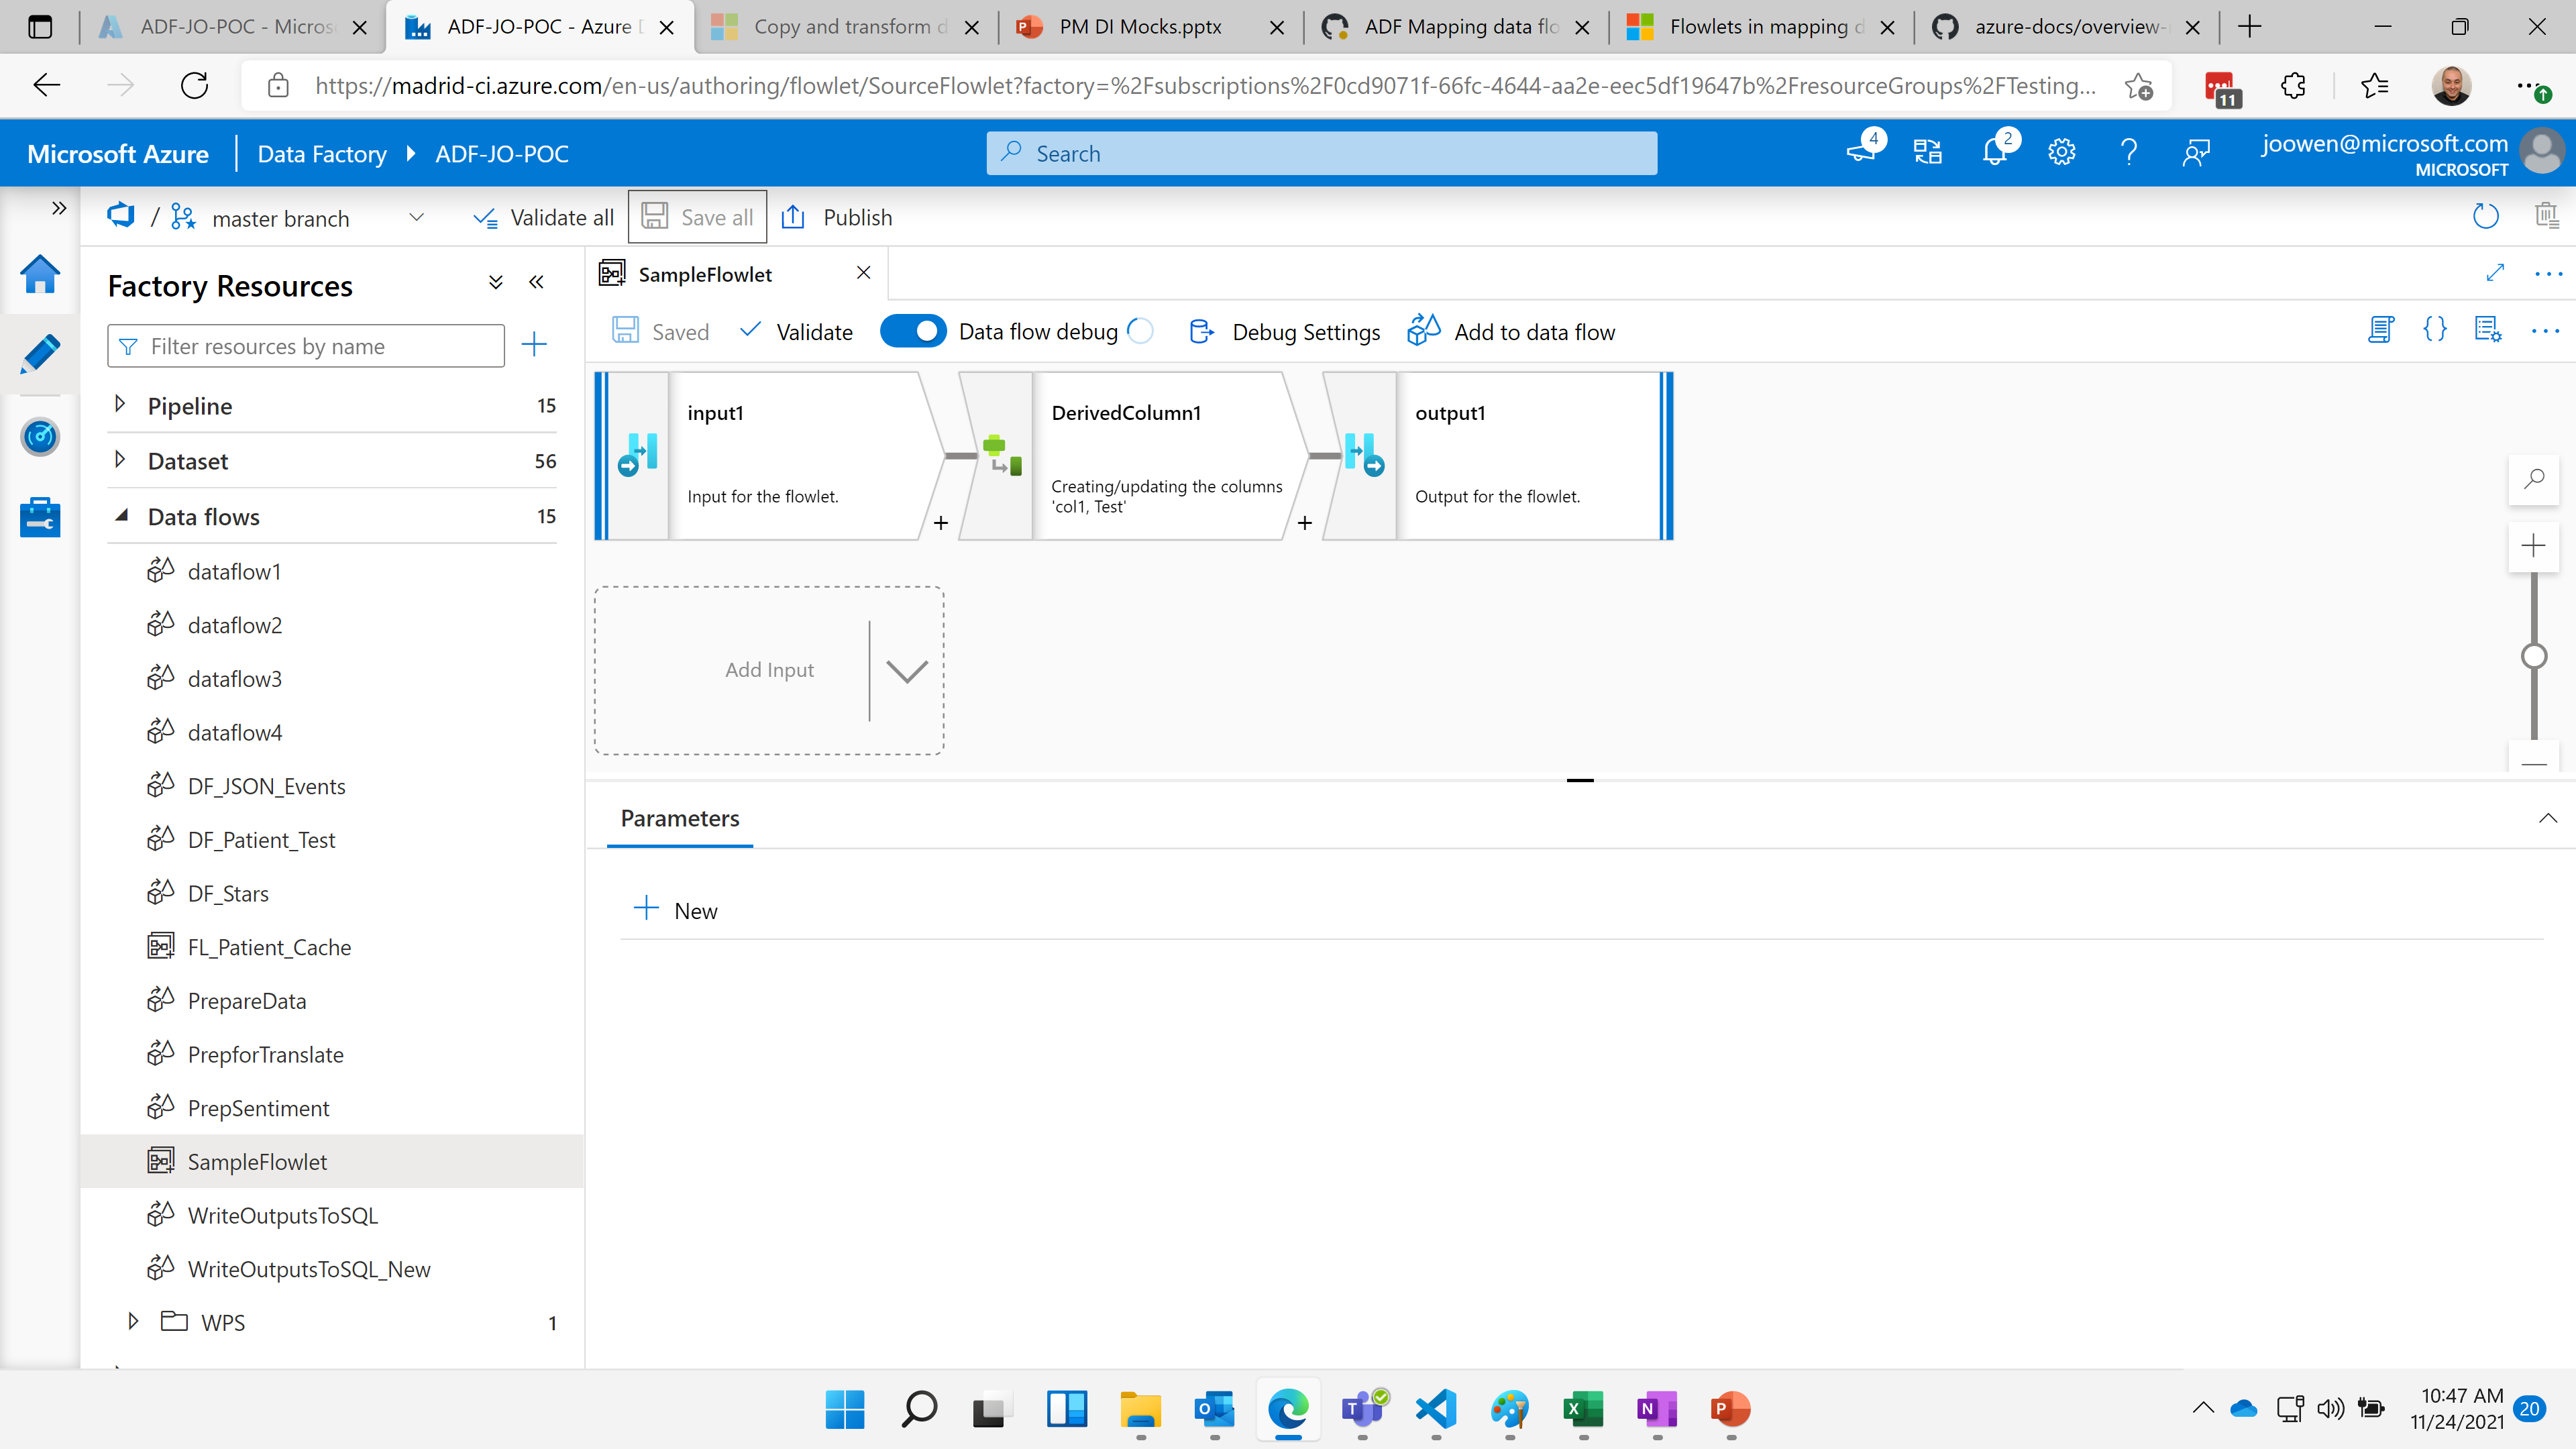 ADF-JO-POC - Micros
ADF-JO-POC - Azure D
Copy and transform d
PM DI Mocks.pptx
ADF Mapping data flo
Flowlets in mapping d
azure-docs/overview-
https://madrid-ci.azure.com/en-us/authoring/flowlet/SourceFlowlet?factory=%2Fsubscriptions%2F0cd9071f-66fc-4644-aa2e-eec5df19647b%2FresourceGroups%2FTesting...
11
Microsoft Azure
Data Factory
ADF-JO-POC
Search
4
2
joowen@microsoft.com
MICROSOFT
/
master branch
Validate all
Save all
Publish
Factory Resources
Filter resources by name
Pipeline 15
Dataset 56
Data flows 15
dataflow1
dataflow2
dataflow3
dataflow4
DF_JSON_Events
DF_Patient_Test
DF_Stars
FL_Patient_Cache
PrepareData
PrepforTranslate
PrepSentiment
SampleFlowlet
WriteOutputsToSQL
WriteOutputsToSQL_New
WPS 1
SampleFlowlet
Saved
Validate
Data flow debug
Debug Settings
Add to data flow
input1
Input for the flowlet.
DerivedColumn1
Creating/updating the columns
'col1, Test'
output1
Output for the flowlet.
Add Input
Parameters
New
10:47 AM
11/24/2021
20